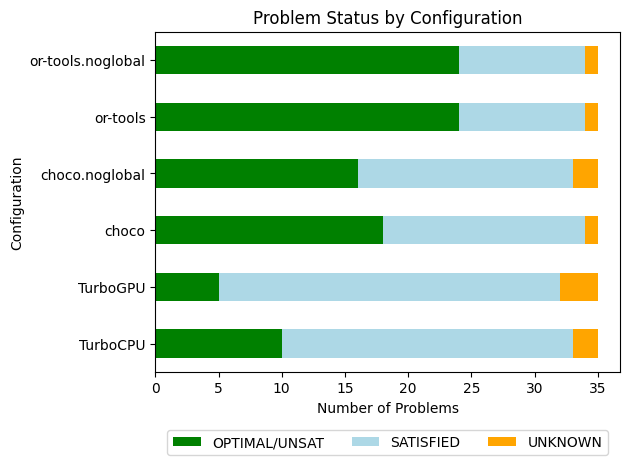 Problem Status by Configuration
or-tools.noglobal
or-tools
choco.noglobal
choco
TurboGPU
TurboCPU
Configuration
0 5 10 15 20 25 30 35
Number of Problems
OPTIMAL/UNSAT SATISFIED UNKNOWN